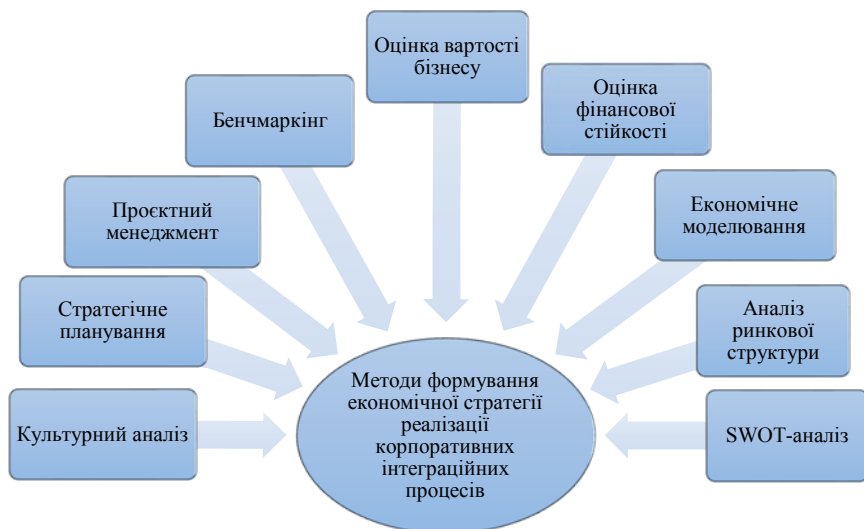 Оцінка вартості
бізнесу
Оцінка
фінансової
стійкості
Бенчмаркінг
Проєктний
менеджмент
Економічне
моделювання
Стратегічне
планування
Аналіз
ринкової
структури
Культурний аналіз
Методи формування
економічної стратегії
реалізації
корпоративних
інтеграційних
процесів
SWOT-аналіз